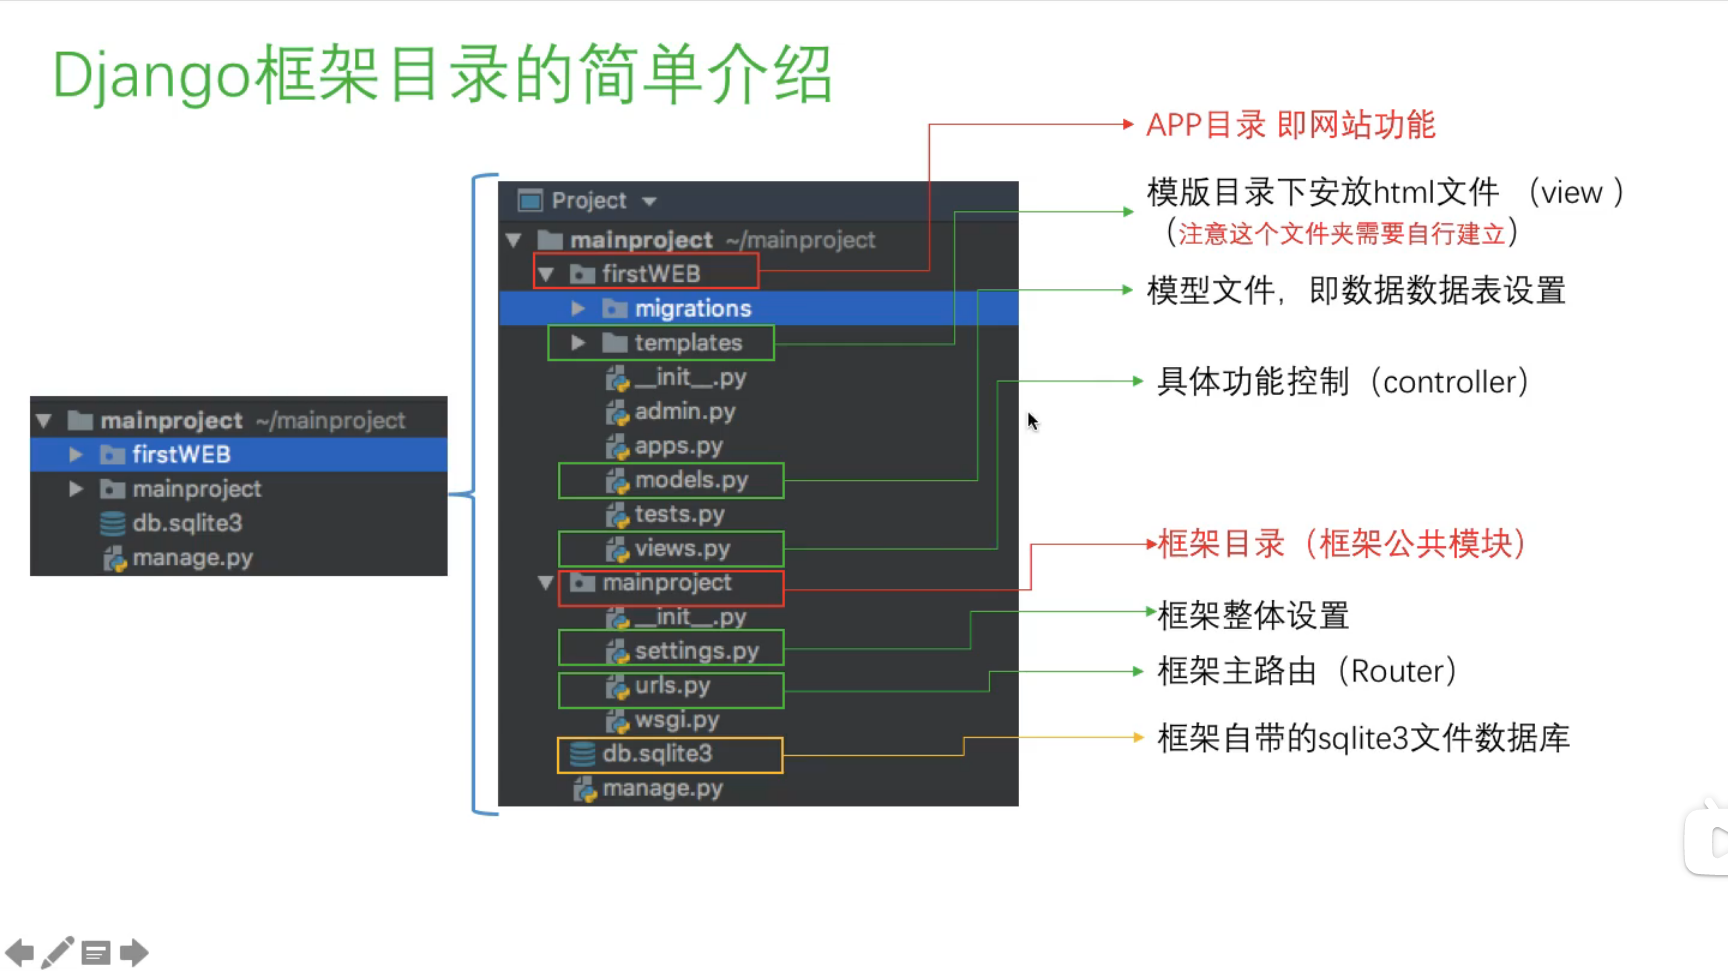 Django框架目录的简单介绍
mainproject ~/mainproject
firstWEB
mainproject
db.sqlite3
manage.py
Project
mainproject ~/mainproject
firstWEB
migrations
templates
__init__.py
admin.py
apps.py
models.py
tests.py
views.py
mainproject
__init__.py
settings.py
urls.py
wsgi.py
db.sqlite3
manage.py
APP目录 即网站功能
模版目录下安放html文件 （view ）
（注意这个文件夹需要自行建立）
模型文件，即数据数据表设置
具体功能控制（controller）
框架目录（框架公共模块）
框架整体设置
框架主路由（Router）
框架自带的sqlite3文件数据库